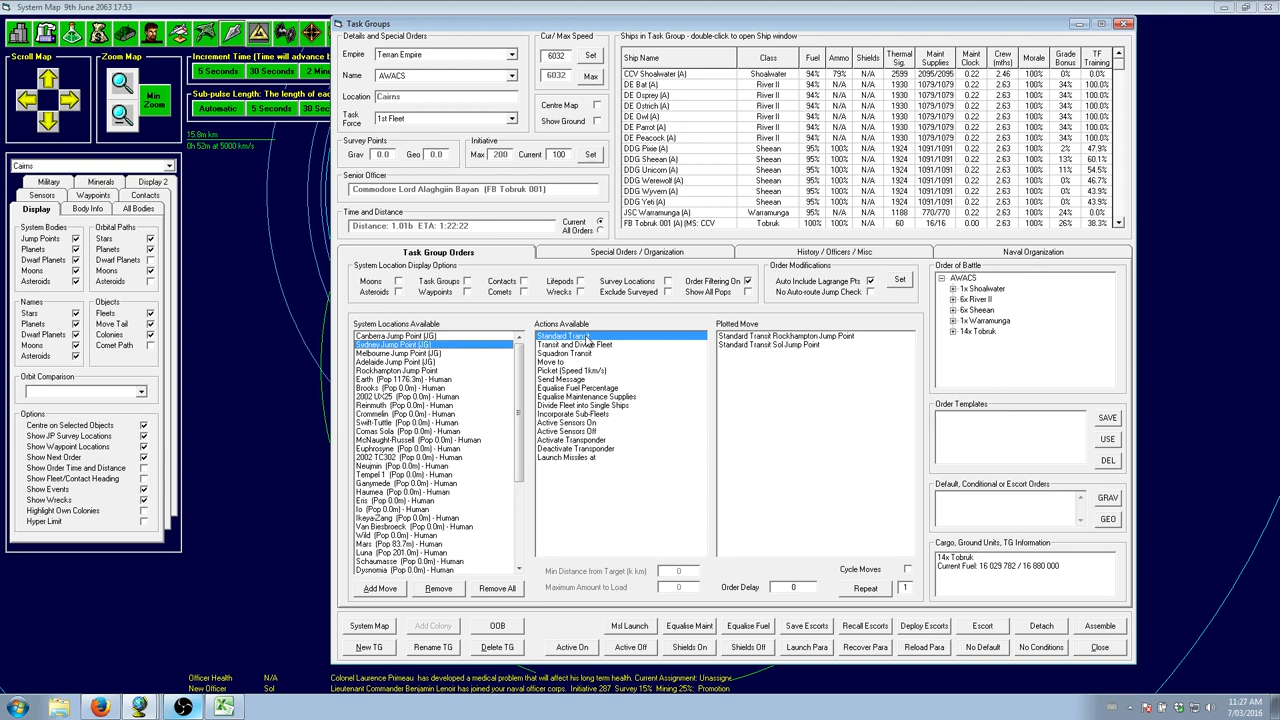 System Map  9th June 2063 17:53
Scroll Map
Zoom Map
Min Zoom
Increment Time (Time will advance b
5 Seconds
30 Seconds
2 Minu
Sub-pulse Length: The length of eac
Automatic
5 Seconds
30 Sec
15.8m km
0h 52m at 5000 km/s
Cairns
Military
Minerals
Display 2
Sensors
Waypoints
Contacts
Display
Body Info
All Bodies
System Bodies
Jump Points
Planets
Dwarf Planets
Moons
Asteroids
Orbital Paths
Stars
Planets
Dwarf Planets
Moons
Asteroids
Names
Stars
Planets
Dwarf Planets
Moons
Asteroids
Objects
Fleets
Move Tail
Colonies
Comet Path
Orbit Comparison
Options
Centre on Selected Objects
Show JP Survey Locations
Show Waypoint Locations
Show Next Order
Show Order Time and Distance
Show Fleet/Contact Heading
Show Events
Show Wrecks
Highlight Own Colonies
Hyper Limit
Task Groups
Details and Special Orders
Empire
Terran Empire
Name
AWACS
Location
Cairns
Task Force
1st Fleet
Cur/ Max Speed
6032
Set
6032
Max
Centre Map
Show Ground
Survey Points
Grav
0.0
Geo
0.0
Initiative
Max
200
Current
100
Set
Senior Officer
Commodore Lord Alaghgiin Bayan  (FB Tobruk 001)
Time and Distance
Distance: 1.01b  ETA: 1:22:22
Current
All Orders
Ships in Task Group - double-click to open Ship window
Ship Name Class Fuel Ammo Shields Thermal Sig. Maint Supplies Maint Clock Crew (mths) Morale Grade Bonus TF Training
CCV Shoalwater (A) Shoalwater 94% 79% N/A 2599 2095/2095 0.22 2.46 100% 0% 0.0%
DE Bat (A) River II 94% N/A N/A 1930 1079/1079 0.22 2.63 100% 34% 100.0%
DE Osprey (A) River II 94% N/A N/A 1930 1079/1079 0.22 2.63 100% 34% 100.0%
DE Ostrich (A) River II 94% N/A N/A 1930 1079/1079 0.22 2.63 100% 34% 100.0%
DE Owl (A) River II 94% N/A N/A 1930 1079/1079 0.22 2.63 100% 34% 100.0%
DE Parrot (A) River II 94% N/A N/A 1930 1079/1079 0.22 2.63 100% 34% 100.0%
DE Peacock (A) River II 94% N/A N/A 1930 1079/1079 0.22 2.63 100% 34% 100.0%
DDG Pixie (A) Sheean 95% 100% N/A 1924 1091/1091 0.22 2.63 100% 2% 47.9%
DDG Sheean (A) Sheean 95% 100% N/A 1924 1091/1091 0.22 2.63 100% 13% 60.1%
DDG Unicorn (A) Sheean 95% 100% N/A 1924 1091/1091 0.22 2.63 100% 11% 54.5%
DDG Werewolf (A) Sheean 95% 100% N/A 1924 1091/1091 0.22 2.63 100% 0% 46.7%
DDG Wyvern (A) Sheean 95% 100% N/A 1924 1091/1091 0.22 2.63 100% 0% 43.9%
DDG Yeti (A) Sheean 95% 100% N/A 1924 1091/1091 0.22 2.63 100% 0% 46.9%
JSC Warramunga (A) Warramunga 95% N/A N/A 1188 770/770 0.22 2.63 100% 24% 0.0%
FB Tobruk 001 (A) (MS: CCV Tobruk 97% 100% N/A 60 16/16 0.00 N/A 100% 26% 38.3%
Task Group Orders
Special Orders / Organization
History / Officers / Misc
Naval Organization
System Location Display Options
Moons
Task Groups
Contacts
Lifepods
Survey Locations
Order Filtering On
Asteroids
Waypoints
Comets
Wrecks
Exclude Surveyed
Show All Pops
Order Modifications
Auto Include Lagrange Pts
No Auto-route Jump Check
Set
System Locations Available
Canberra Jump Point (JG)
Sydney Jump Point (JG)
Melbourne Jump Point (JG)
Adelaide Jump Point (JG)
Rockhampton Jump Point
Earth  (Pop 1176.3m) - Human
Brooks  (Pop 0.0m) - Human
2002 UX25  (Pop 0.0m) - Human
Reinmuth  (Pop 0.0m) - Human
Crommelin  (Pop 0.0m) - Human
Swift-Tuttle  (Pop 0.0m) - Human
Comas Sola  (Pop 0.0m) - Human
McNaught-Russell  (Pop 0.0m) - Human
Euphrosyne  (Pop 0.0m) - Human
2002 TC302  (Pop 0.0m) - Human
Neujmin  (Pop 0.0m) - Human
Tempel 1  (Pop 0.0m) - Human
Ganymede  (Pop 0.0m) - Human
Haumea  (Pop 0.0m) - Human
Eris  (Pop 0.0m) - Human
Io  (Pop 0.0m) - Human
Ikeya-Zang  (Pop 0.0m) - Human
Van Biesbroeck  (Pop 0.0m) - Human
Wild  (Pop 0.0m) - Human
Mars  (Pop 83.7m) - Human
Luna  (Pop 201.0m) - Human
Schaumasse  (Pop 0.0m) - Human
Dysnomia  (Pop 0.0m) - Human
Actions Available
Standard Transit
Transit and Divide Fleet
Squadron Transit
Move to
Picket (Speed 1km/s)
Send Message
Equalise Fuel Percentage
Equalise Maintenance Supplies
Divide Fleet into Single Ships
Incorporate Sub-Fleets
Active Sensors On
Active Sensors Off
Activate Transponder
Deactivate Transponder
Launch Missiles at
Plotted Move
Standard Transit Rockhampton Jump Point
Standard Transit Sol Jump Point
Min Distance from Target (k km)
0
Maximum Amount to Load
0
Cycle Moves
Order Delay
0
Repeat
1
Add Move
Remove
Remove All
Order of Battle
AWACS
1x Shoalwater
6x River II
6x Sheean
1x Warramunga
14x Tobruk
Order Templates
SAVE
USE
DEL
Default, Conditional or Escort Orders
GRAV
GEO
Cargo, Ground Units, TG Information
14x Tobruk
Current Fuel: 16 029 782 / 16 880 000
System Map
Add Colony
OOB
Msl Launch
Equalise Maint
Equalise Fuel
Save Escorts
Recall Escorts
Deploy Escorts
Escort
Detach
Assemble
New TG
Rename TG
Delete TG
Active On
Active Off
Shields On
Shields Off
Launch Para
Recover Para
Reload Para
No Default
No Conditions
Close
Officer Health N/A Colonel Laurence Primeau  has developed a medical problem that will affect his health. Current Assignment: Unassigne
New Officer Sol Lieutenant Commander Benjamin Lenoir has joined your naval officer corps.  Initiative 287  Survey 15%  Mining 25%:  Promotion
11:27 AM
7/03/2016